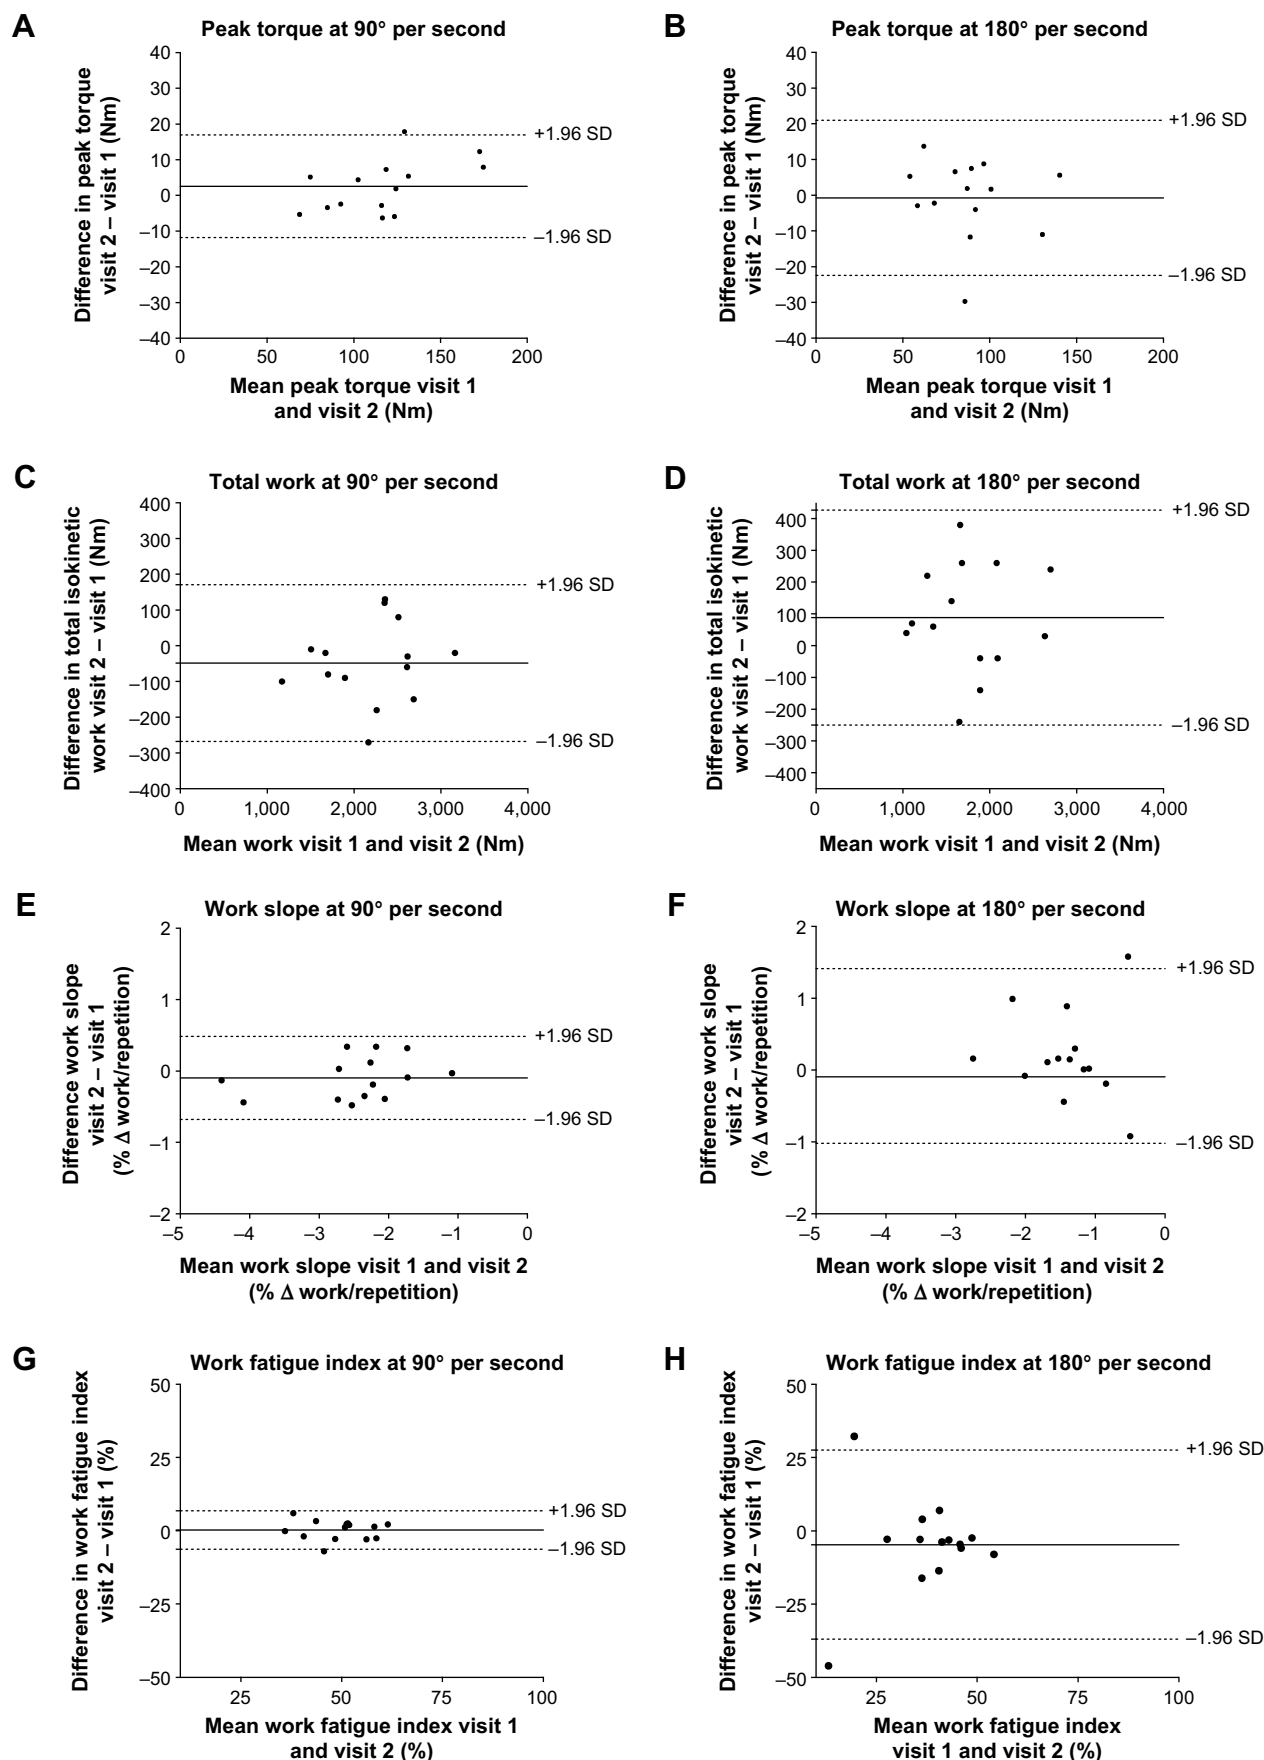 A
Peak torque at 90° per second
Difference in peak torque
visit 2 – visit 1 (Nm)
40
30
20
10
0
–10
–20
–30
–40
+1.96 SD
–1.96 SD
0
50
100
150
200
Mean peak torque visit 1
and visit 2 (Nm)
B
Peak torque at 180° per second
Difference in peak torque
visit 2 – visit 1 (Nm)
40
30
20
10
0
–10
–20
–30
–40
+1.96 SD
–1.96 SD
0
50
100
150
200
Mean peak torque visit 1
and visit 2 (Nm)
C
Total work at 90° per second
Difference in total isokinetic
work visit 2 – visit 1 (Nm)
400
300
200
100
0
–100
–200
–300
–400
+1.96 SD
–1.96 SD
0
1,000
2,000
3,000
4,000
Mean work visit 1 and visit 2 (Nm)
D
Total work at 180° per second
Difference in total isokinetic
work visit 2 – visit 1 (Nm)
400
300
200
100
0
–100
–200
–300
–400
+1.96 SD
–1.96 SD
0
1,000
2,000
3,000
4,000
Mean work visit 1 and visit 2 (Nm)
E
Work slope at 90° per second
Difference work slope
visit 2 – visit 1
(% Δ work/repetition)
2
1
0
–1
–2
+1.96 SD
–1.96 SD
–5
–4
–3
–2
–1
0
Mean work slope visit 1 and visit 2
(% Δ work/repetition)
F
Work slope at 180° per second
Difference work slope
visit 2 – visit 1
(% Δ work/repetition)
2
1
0
–1
–2
+1.96 SD
–1.96 SD
–5
–4
–3
–2
–1
0
Mean work slope visit 1 and visit 2
(% Δ work/repetition)
G
Work fatigue index at 90° per second
Difference in work fatigue index
visit 2 – visit 1 (%)
50
25
0
–25
–50
+1.96 SD
–1.96 SD
25
50
75
100
Mean work fatigue index visit 1
and visit 2 (%)
H
Work fatigue index at 180° per second
Difference in work fatigue index
visit 2 – visit 1 (%)
50
25
0
–25
–50
+1.96 SD
–1.96 SD
25
50
75
100
Mean work fatigue index
visit 1 and visit 2 (%)